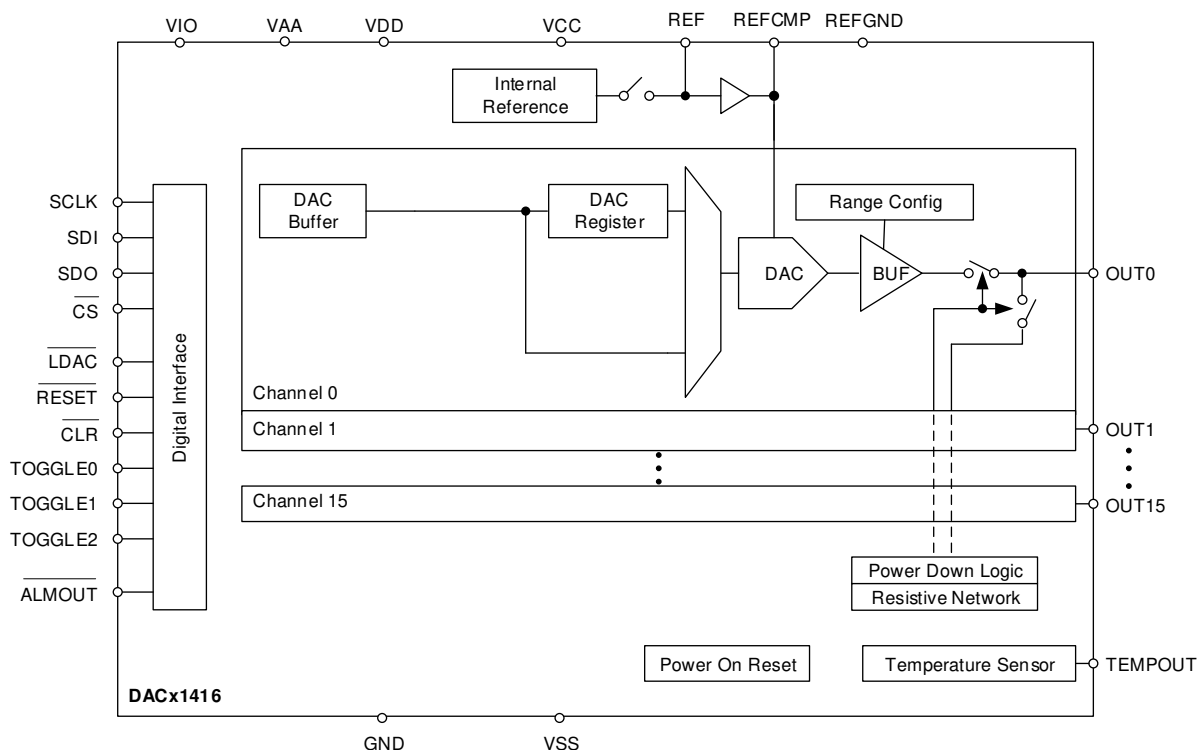 VIO
VAA
VDD
VCC
REF
REFCMP
REFGND
Internal
Reference
SCLK
SDI
SDO
CS
LDAC
RESET
CLR
TOGGLE0
TOGGLE1
TOGGLE2
ALMOUT
Digital Interface
DAC
Buffer
DAC
Register
Range Config
DAC
BUF
OUT0
Channel 0
Channel 1
OUT1
Channel 15
OUT15
Power Down Logic
Resistive Network
Power On Reset
Temperature Sensor
TEMPOUT
DACx1416
GND
VSS